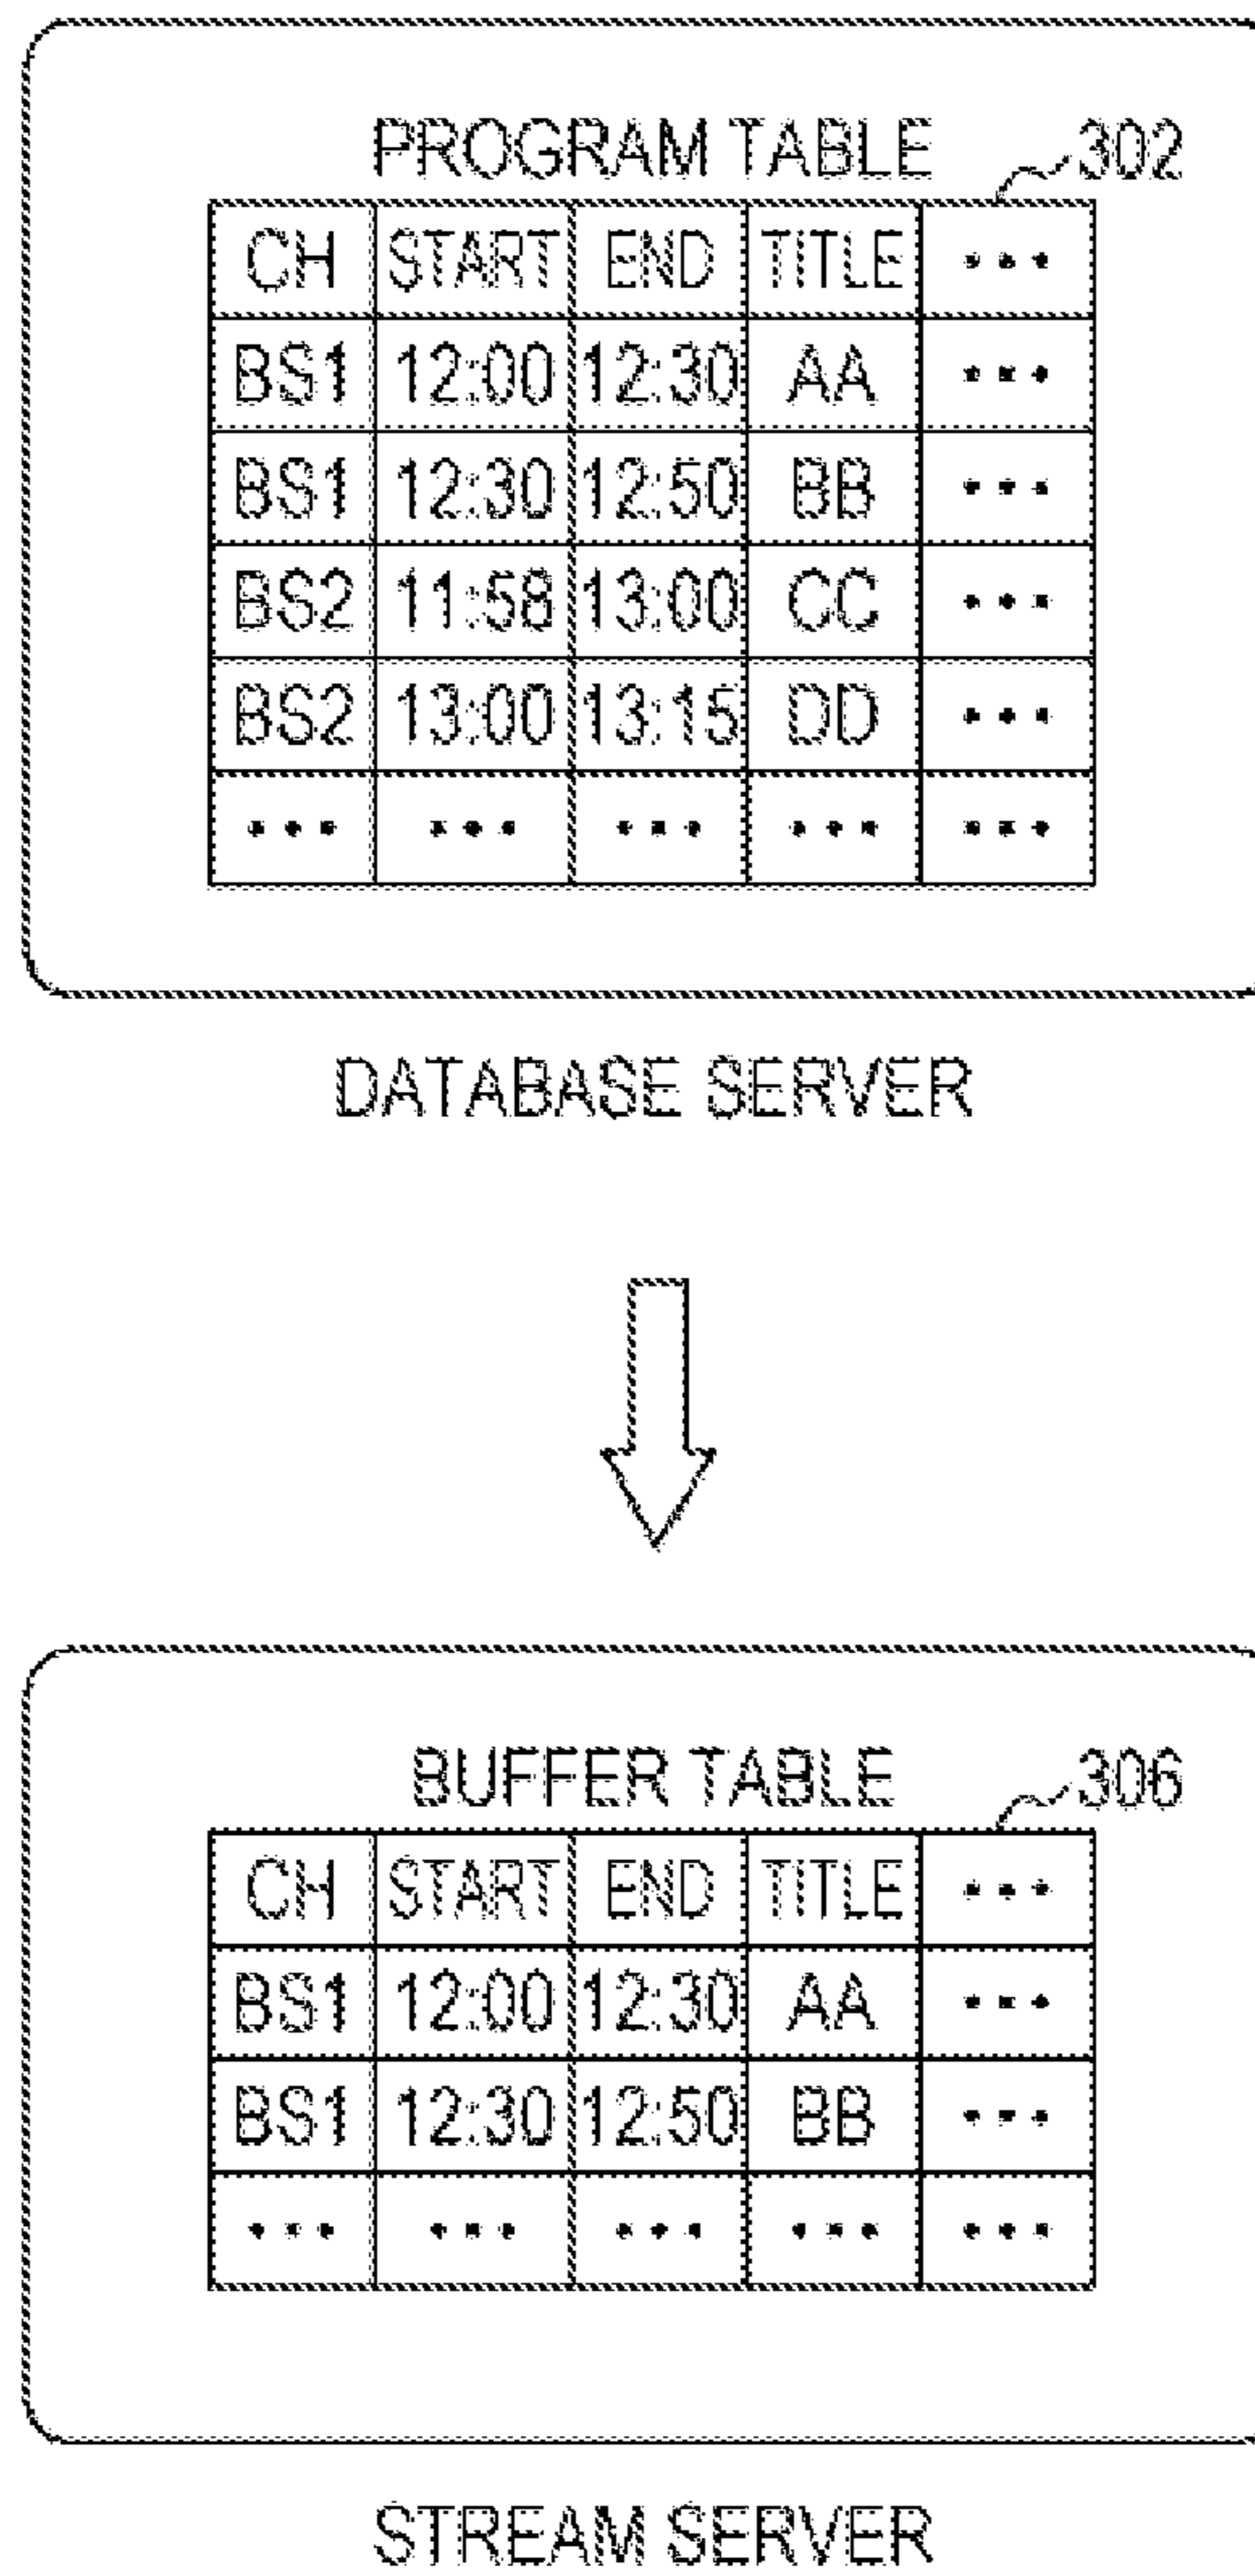 PROGRAM TABLE 302
CH START END TITLE ...
BS1 12:00 12:30 AA ...
BS1 12:30 12:50 BB ...
BS2 11:58 13:00 CC ...
BS2 13:00 13:15 DD ...
... ... ... ... ...
DATABASE SERVER
BUFFER TABLE 306
CH START END TITLE ...
BS1 12:00 12:30 AA ...
BS1 12:30 12:50 BB ...
... ... ... ... ...
STREAM SERVER